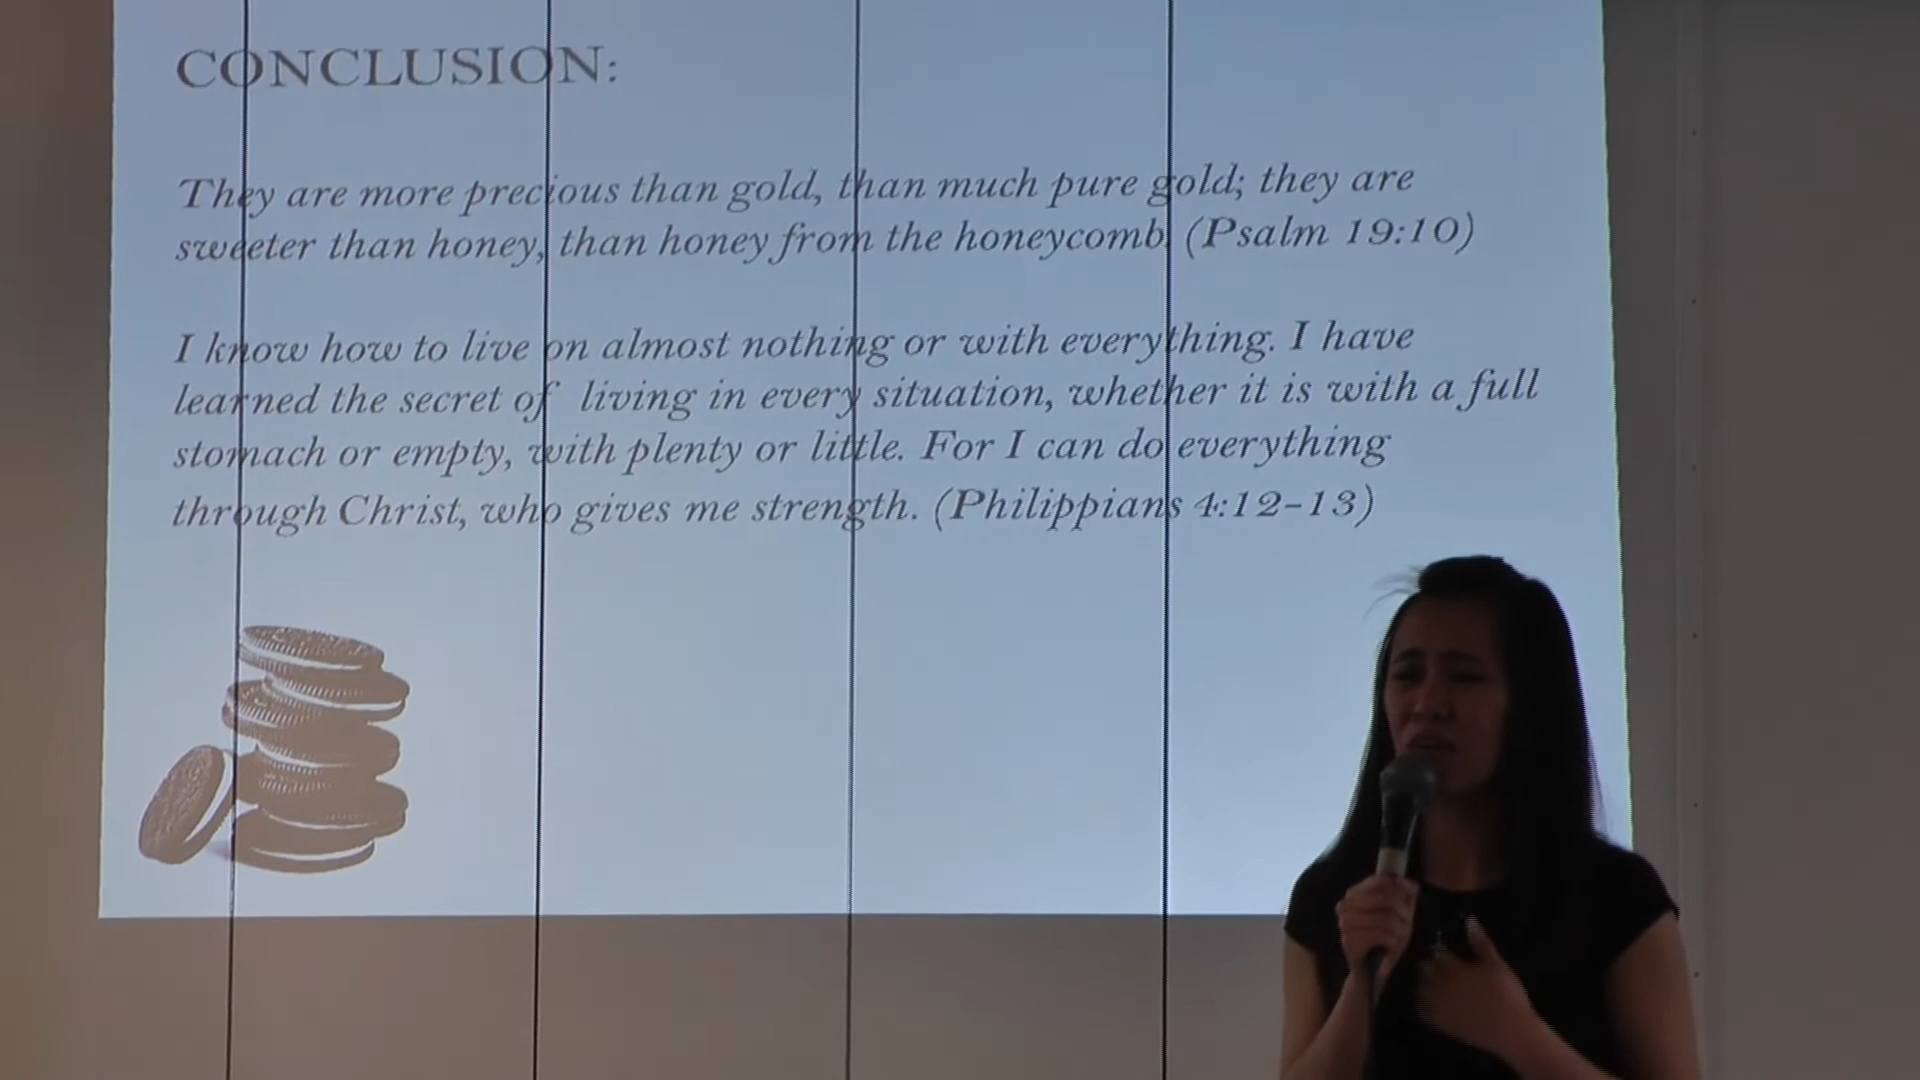 CONCLUSION:
They are more precious than gold, than much pure gold; they are
sweeter than honey, than honey from the honeycomb. (Psalm 19:10)
I know how to live on almost nothing or with everything. I have
learned the secret of living in every situation, whether it is with a full
stomach or empty, with plenty or little. For I can do everything
through Christ, who gives me strength. (Philippians 4:12-13)